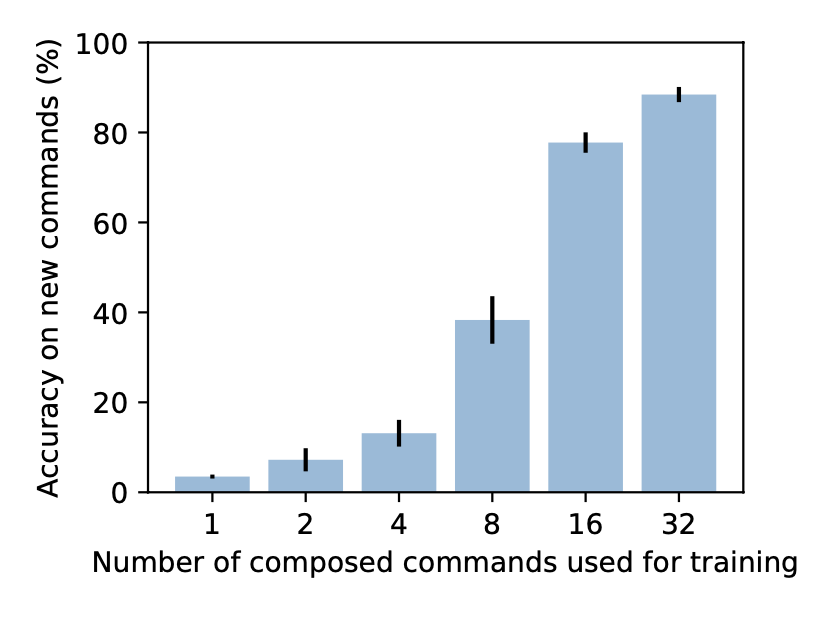 Accuracy on new commands (%)
100
80
60
40
20
0
1 2 4 8 16 32
Number of composed commands used for training